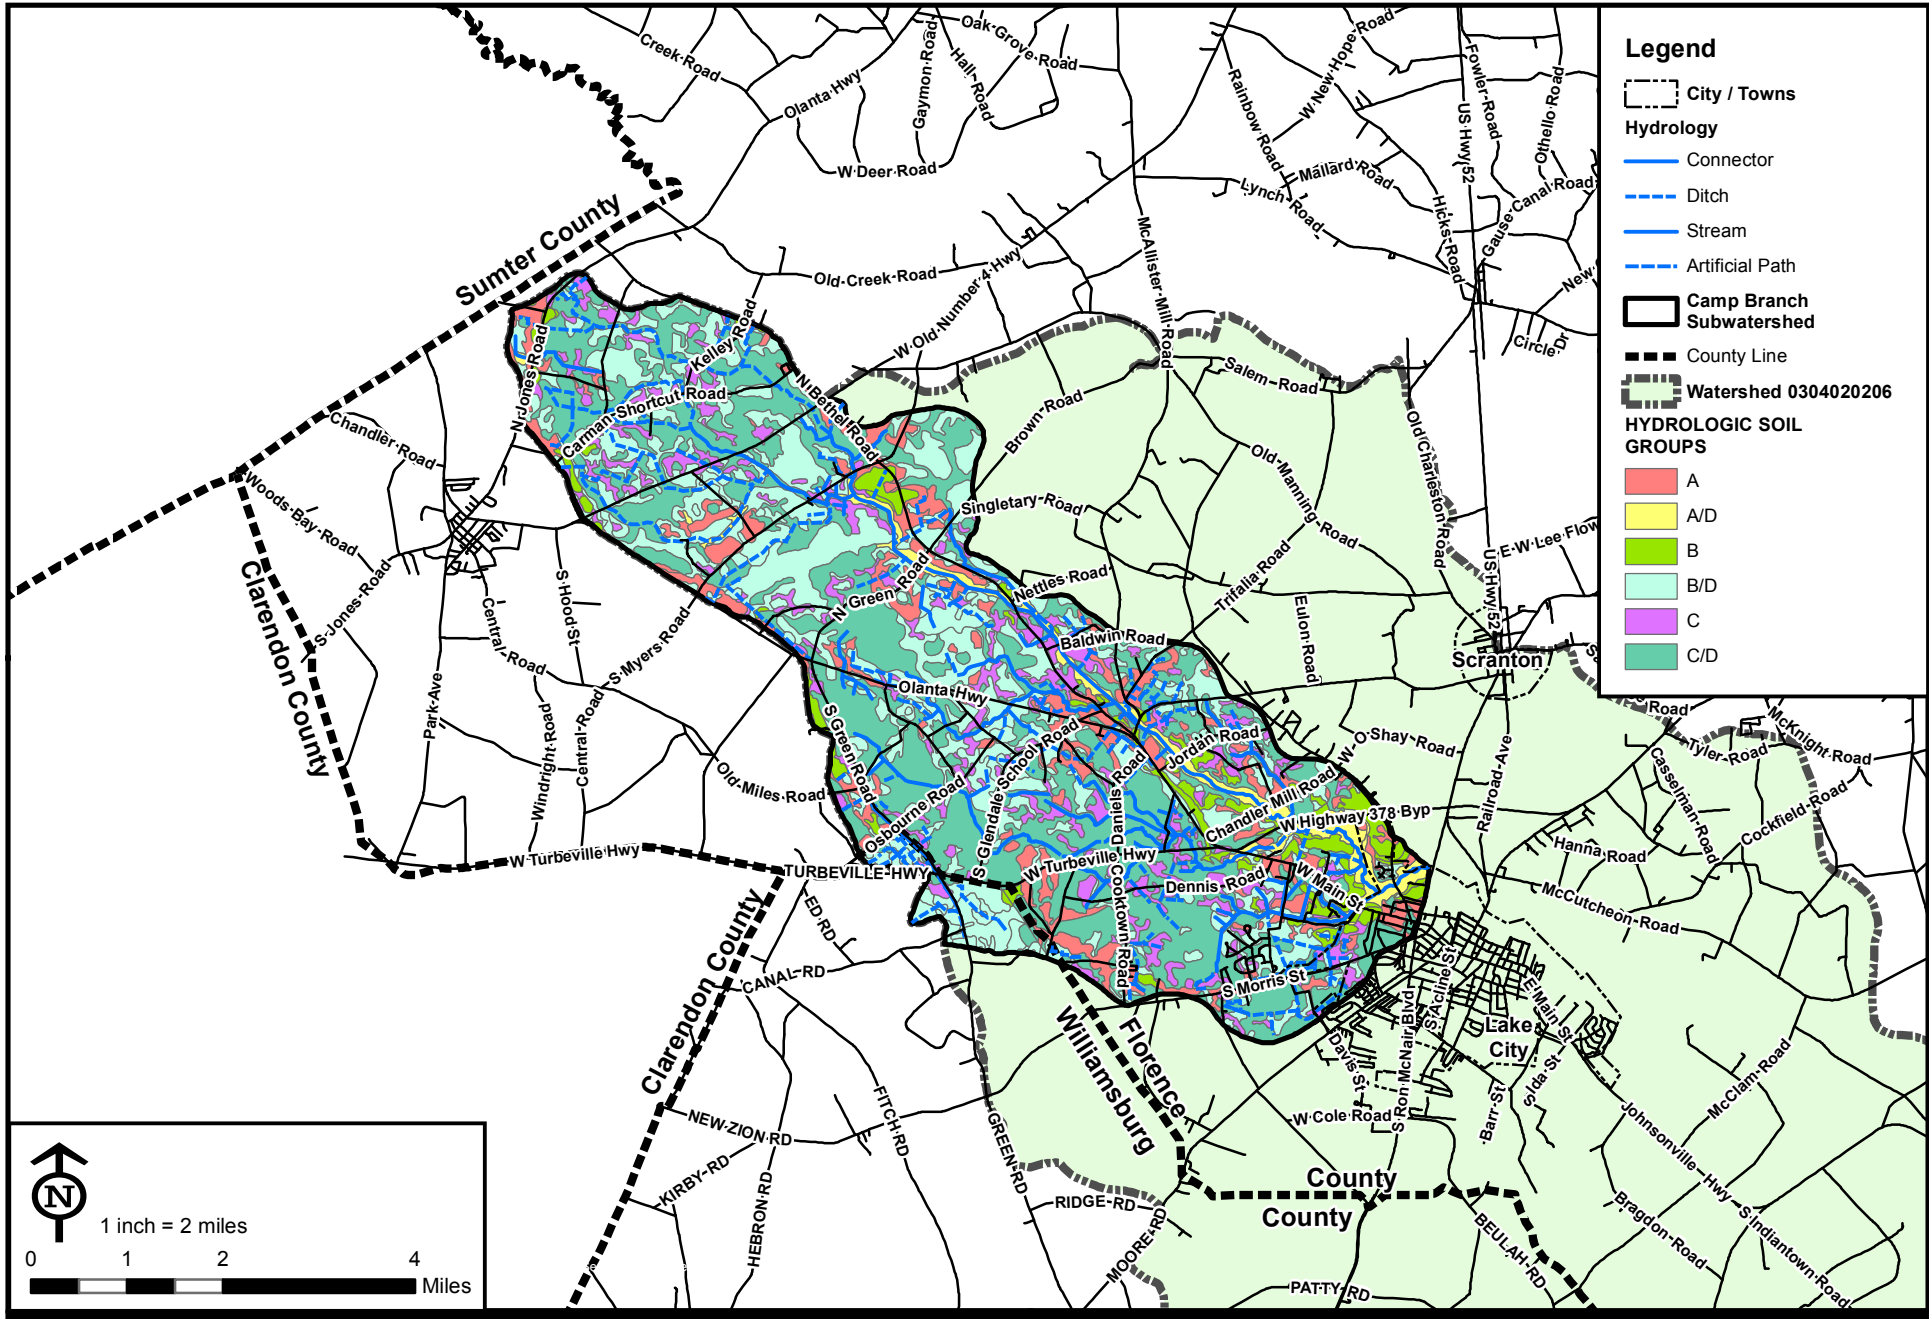 Creek Road
Oak Grove Road
Olanta Hwy
Gaymon Road
Hall Road
W Deer Road
Rainbow Road
W New Hope Road
US Hwy 52
Fowler Road
Othello Road
Mallard Road
Lynch Road
Hicks Road
Gause Canal Road
New
Circle Dr
McAllister Mill Road
Old Creek Road
W Old Number 4 Hwy
Sumter County
N Jones Road
Kelley Road
Carman Shortcut Road
N Bethel Road
Chandler Road
Woods Bay Road
S Jones Road
Clarendon County
Salem Road
Brown Road
Old Manning Road
Old Charleston Road
Singletary Road
Nettles Road
Trifalia Road
Eulon Road
E W Lee Flow
US Hwy 52
Scranton
Baldwin Road
N Green Road
S Hood St
Central Road
S Myers Road
Park Ave
Windright Road
Central Road
Old Miles Road
Olanta Hwy
S Green Road
Osbourne Road
S Glendale School Road
Daniels Road
Jordan Road
Chandler Mill Road
W O Shay Road
W Highway 378 Byp
Railroad Ave
Road
Tyler Road
McKnight Road
Casselman Road
Cockfield Road
Hanna Road
McCutcheon Road
W Turbeville Hwy
TURBEVILLE HWY
W Turbeville Hwy
Dennis Road
W Main St
Cooktown Road
S Morris St
ED RD
CANAL RD
Clarendon County
NEW ZION RD
KIRBY RD
HEBRON RD
FITCH RD
GREEN RD
RIDGE RD
MOORE RD
Florence
Williamsburg
County
County
PATTY RD
BEULAH RD
Davis St
S Ron McNair Blvd
S Acline St
E Main St
Lake
City
W Cole Road
Barr St
S Ida St
McClam Road
Johnsonville Hwy
S Indiantown Road
Bragdon Road
Legend
City / Towns
Hydrology
Connector
Ditch
Stream
Artificial Path
Camp Branch
Subwatershed
County Line
Watershed 0304020206
HYDROLOGIC SOIL
GROUPS
A
A/D
B
B/D
C
C/D
N
1 inch = 2 miles
0 1 2 4
Miles